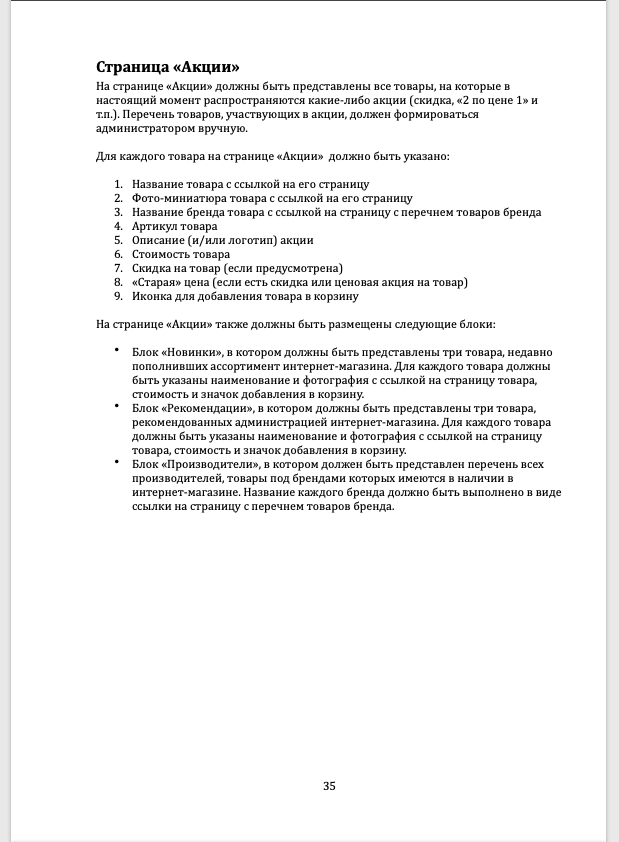 Страница «Акции»
На странице «Акции» должны быть представлены все товары, на которые в
настоящий момент распространяются какие-либо акции (скидка, «2 по цене 1» и
т.п.). Перечень товаров, участвующих в акции, должен формироваться
администратором вручную.
Для каждого товара на странице «Акции» должно быть указано:
1. Название товара с ссылкой на его страницу
2. Фото-миниатюра товара с ссылкой на его страницу
3. Название бренда товара с ссылкой на страницу с перечнем товаров бренда
4. Артикул товара
5. Описание (и/или логотип) акции
6. Стоимость товара
7. Скидка на товар (если предусмотрена)
8. «Старая» цена (если есть скидка или ценовая акция на товар)
9. Иконка для добавления товара в корзину
На странице «Акции» также должны быть размещены следующие блоки:
• Блок «Новинки», в котором должны быть представлены три товара, недавно
пополнивших ассортимент интернет-магазина. Для каждого товара должны
быть указаны наименование и фотография с ссылкой на страницу товара,
стоимость и значок добавления в корзину.
• Блок «Рекомендации», в котором должны быть представлены три товара,
рекомендованных администрацией интернет-магазина. Для каждого товара
должны быть указаны наименование и фотография с ссылкой на страницу
товара, стоимость и значок добавления в корзину.
• Блок «Производители», в котором должен быть представлен перечень всех
производителей, товары под брендами которых имеются в наличии в
интернет-магазине. Название каждого бренда должно быть выполнено в виде
ссылки на страницу с перечнем товаров бренда.
35